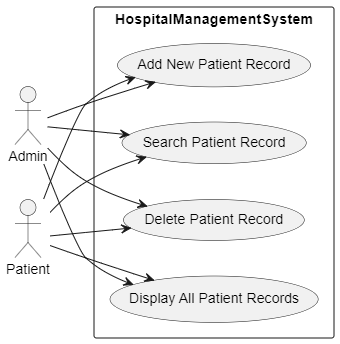 HospitalManagementSystem
Add New Patient Record
Search Patient Record
Admin
Delete Patient Record
Patient
Display All Patient Records